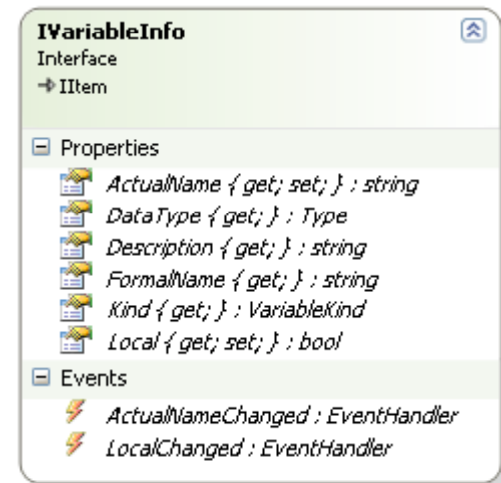 IVariableInfo
Interface
IItem
Properties
ActualName { get; set; } : string
DataType { get; } : Type
Description { get; } : string
FormalName { get; } : string
Kind { get; } : VariableKind
Local { get; set; } : bool
Events
ActualNameChanged : EventHandler
LocalChanged : EventHandler